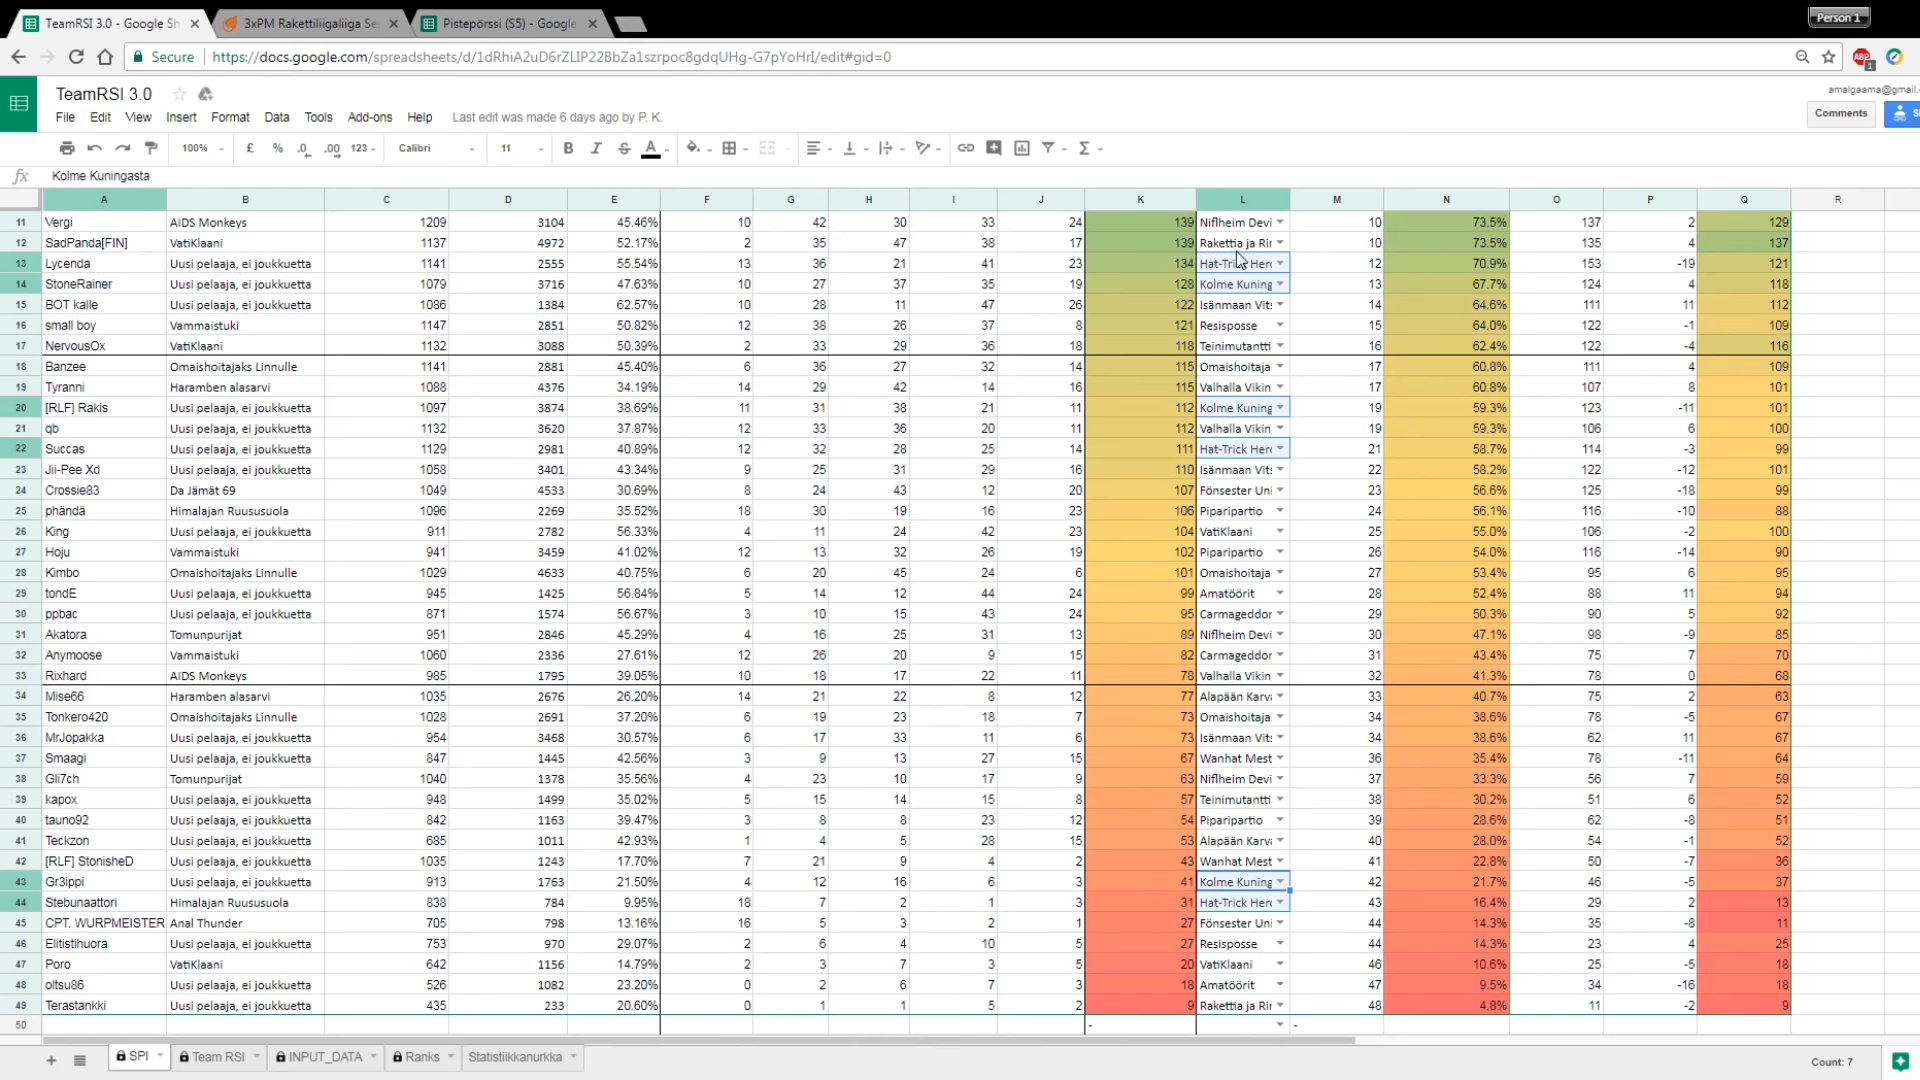 TeamRSI 3.0 - Google Sh
3xPM Rakettiliigaliiga Se
Pistepörssi (S5) - Google
Person 1
Secure
https://docs.google.com/spreadsheets/d/1dRhiA2uD6rZLIP22BbZa1szrpoc8gdqUHg-G7pYoHrI/edit#gid=0
ABP 1
TeamRSI 3.0
amalgaama@gmail.c
File Edit View Insert Format Data Tools Add-ons Help Last edit was made 6 days ago by P. K.
Comments S
100% £ % .0 .00 123 Calibri 11 B I S A Σ
fx Kolme Kuningasta
A B C D E F G H I J K L M N O P Q R
11 Vergi AIDS Monkeys 1209 3104 45.46% 10 42 30 33 24 139 Niflheim Devi 10 73.5% 137 2 129
12 SadPanda[FIN] VatiKlaani 1137 4972 52.17% 2 35 47 38 17 139 Rakettia ja Rir 10 73.5% 135 4 137
13 Lycenda Uusi pelaaja, ei joukkuetta 1141 2555 55.54% 13 36 21 41 23 134 Hat-Trick Herc 12 70.9% 153 -19 121
14 StoneRainer Uusi pelaaja, ei joukkuetta 1079 3716 47.63% 10 27 37 35 19 128 Kolme Kuning 13 67.7% 124 4 118
15 BOT kalle Uusi pelaaja, ei joukkuetta 1086 1384 62.57% 10 28 11 47 26 122 Isänmaan Vits 14 64.6% 111 11 112
16 small boy Vammaistuki 1147 2851 50.82% 12 38 26 37 8 121 Resisposse 15 64.0% 122 -1 109
17 NervousOx VatiKlaani 1132 3088 50.39% 2 33 29 36 18 118 Teinimutantti 16 62.4% 122 -4 116
18 Banzee Omaishoitajaks Linnulle 1141 2881 45.40% 6 36 27 32 14 115 Omaishoitaja 17 60.8% 111 4 109
19 Tyranni Haramben alasarvi 1088 4376 34.19% 14 29 42 14 16 115 Valhalla Vikin 17 60.8% 107 8 101
20 [RLF] Rakis Uusi pelaaja, ei joukkuetta 1097 3874 38.69% 11 31 38 21 11 112 Kolme Kuning 19 59.3% 123 -11 101
21 qb Uusi pelaaja, ei joukkuetta 1132 3620 37.87% 12 33 36 20 11 112 Valhalla Vikin 19 59.3% 106 6 100
22 Succas Uusi pelaaja, ei joukkuetta 1129 2981 40.89% 12 32 28 25 14 111 Hat-Trick Herc 21 58.7% 114 -3 99
23 Jii-Pee Xd Uusi pelaaja, ei joukkuetta 1058 3401 43.34% 9 25 31 29 16 110 Isänmaan Vits 22 58.2% 122 -12 101
24 Crossie83 Da Jämät 69 1049 4533 30.69% 8 24 43 12 20 107 Fönsester Uni 23 56.6% 125 -18 99
25 phändä Himalajan Ruususuola 1096 2269 35.52% 18 30 19 16 23 106 Piparipartio 24 56.1% 116 -10 88
26 King Uusi pelaaja, ei joukkuetta 911 2782 56.33% 4 11 24 42 23 104 VatiKlaani 25 55.0% 106 -2 100
27 Hoju Vammaistuki 941 3459 41.02% 12 13 32 26 19 102 Piparipartio 26 54.0% 116 -14 90
28 Kimbo Omaishoitajaks Linnulle 1029 4633 40.75% 6 20 45 24 6 101 Omaishoitaja 27 53.4% 95 6 95
29 tondE Uusi pelaaja, ei joukkuetta 945 1425 56.84% 5 14 12 44 24 99 Amatöörit 28 52.4% 88 11 94
30 ppbac Uusi pelaaja, ei joukkuetta 871 1574 56.67% 3 10 15 43 24 95 Carmageddor 29 50.3% 90 5 92
31 Akatora Tomunpurijat 951 2846 45.29% 4 16 25 31 13 89 Niflheim Devi 30 47.1% 98 -9 85
32 Anymoose Vammaistuki 1060 2336 27.61% 12 26 20 9 15 82 Carmageddor 31 43.4% 75 7 70
33 Rixhard AIDS Monkeys 985 1795 39.05% 10 18 17 22 11 78 Valhalla Vikin 32 41.3% 78 0 68
34 Mise66 Haramben alasarvi 1035 2676 26.20% 14 21 22 8 12 77 Alapään Karva 33 40.7% 75 2 63
35 Tonkero420 Omaishoitajaks Linnulle 1028 2691 37.20% 6 19 23 18 7 73 Omaishoitaja 34 38.6% 78 -5 67
36 MrJopakka Uusi pelaaja, ei joukkuetta 954 3468 30.57% 6 17 33 11 6 73 Isänmaan Vits 34 38.6% 62 11 67
37 Smaagi Uusi pelaaja, ei joukkuetta 847 1445 42.56% 3 9 13 27 15 67 Wanhat Mest 36 35.4% 78 -11 64
38 Gli7ch Tomunpurijat 1040 1378 35.56% 4 23 10 17 9 63 Niflheim Devi 37 33.3% 56 7 59
39 kapox Uusi pelaaja, ei joukkuetta 948 1499 35.02% 5 15 14 15 8 57 Teinimutantti 38 30.2% 51 6 52
40 tauno92 Uusi pelaaja, ei joukkuetta 842 1163 39.47% 3 8 8 23 12 54 Piparipartio 39 28.6% 62 -8 51
41 Teckzon Uusi pelaaja, ei joukkuetta 685 1011 42.93% 1 4 5 28 15 53 Alapään Karva 40 28.0% 54 -1 52
42 [RLF] StonisheD Uusi pelaaja, ei joukkuetta 1035 1243 17.70% 7 21 9 4 2 43 Wanhat Mest 41 22.8% 50 -7 36
43 Gr3ippi Uusi pelaaja, ei joukkuetta 913 1763 21.50% 4 12 16 6 3 41 Kolme Kuning 42 21.7% 46 -5 37
44 Stebunaattori Himalajan Ruususuola 838 784 9.95% 18 7 2 1 3 31 Hat-Trick Herc 43 16.4% 29 2 13
45 CPT. WURPMEISTER Anal Thunder 705 798 13.16% 16 5 3 2 1 27 Fönsester Uni 44 14.3% 35 -8 11
46 Elitistihuora Uusi pelaaja, ei joukkuetta 753 970 29.07% 2 6 4 10 5 27 Resisposse 44 14.3% 23 4 25
47 Poro VatiKlaani 642 1156 14.79% 2 3 7 3 5 20 VatiKlaani 46 10.6% 25 -5 18
48 oltsu86 Uusi pelaaja, ei joukkuetta 526 1082 23.20% 0 2 6 7 3 18 Amatöörit 47 9.5% 34 -16 18
49 Terastankki Uusi pelaaja, ei joukkuetta 435 233 20.60% 0 1 1 5 2 9 Rakettia ja Rir 48 4.8% 11 -2 9
50 - -
SPI Team RSI INPUT_DATA Ranks Statistiikkanurkka
Count: 7